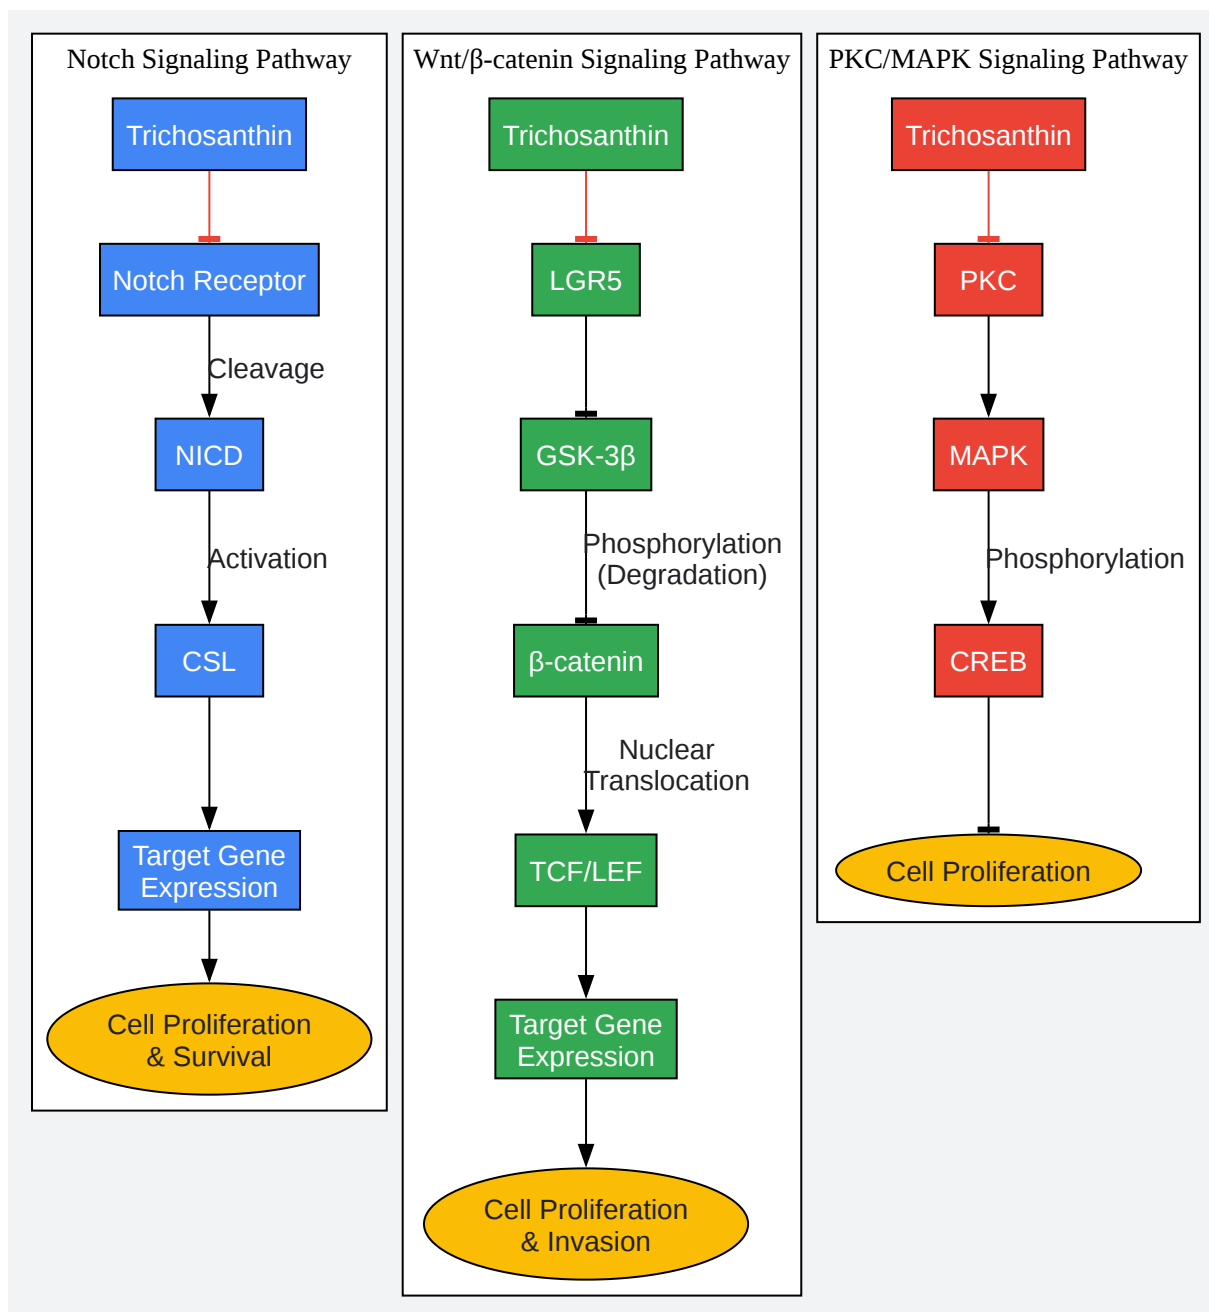 Notch Signaling Pathway
Trichosanthin
Notch Receptor
Cleavage
NICD
Activation
CSL
Target Gene
Expression
Cell Proliferation
& Survival
Wnt/β-catenin Signaling Pathway
Trichosanthin
LGR5
GSK-3β
Phosphorylation
(Degradation)
β-catenin
Nuclear
Translocation
TCF/LEF
Target Gene
Expression
Cell Proliferation
& Invasion
PKC/MAPK Signaling Pathway
Trichosanthin
PKC
MAPK
Phosphorylation
CREB
Cell Proliferation